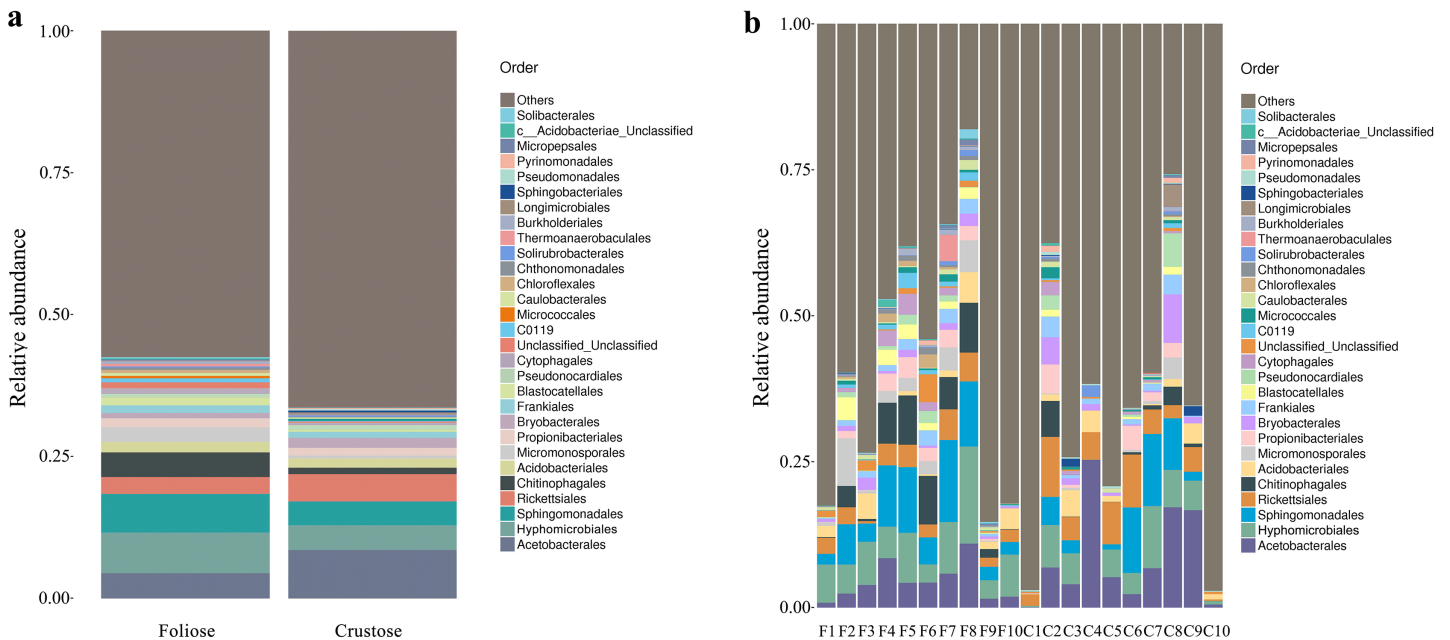 a
Relative abundance
1.00-
0.75-
0.50-
0.25-
0.00-
Foliose Crustose
Order
Others
Solibacterales
c__Acidobacteriae_Unclassified
Micropepsales
Pyrinomonadales
Pseudomonadales
Sphingobacteriales
Longimicrobiales
Burkholderiales
Thermoanaerobaculales
Solirubrobacterales
Chthonomonadales
Chloroflexales
Caulobacterales
Micrococcales
C0119
Unclassified_Unclassified
Cytophagales
Pseudonocardiales
Blastocatellales
Frankiales
Bryobacterales
Propionibacteriales
Micromonosporales
Acidobacteriales
Chitinophagales
Rickettsiales
Sphingomonadales
Hyphomicrobiales
Acetobacterales
b
Relative abundance
1.00-
0.75-
0.50-
0.25-
0.00-
F1 F2 F3 F4 F5 F6 F7 F8 F9 F10 C1 C2 C3 C4 C5 C6 C7 C8 C9 C10
Order
Others
Solibacterales
c__Acidobacteriae_Unclassified
Micropepsales
Pyrinomonadales
Pseudomonadales
Sphingobacteriales
Longimicrobiales
Burkholderiales
Thermoanaerobaculales
Solirubrobacterales
Chthonomonadales
Chloroflexales
Caulobacterales
Micrococcales
C0119
Unclassified_Unclassified
Cytophagales
Pseudonocardiales
Blastocatellales
Frankiales
Bryobacterales
Propionibacteriales
Micromonosporales
Acidobacteriales
Chitinophagales
Rickettsiales
Sphingomonadales
Hyphomicrobiales
Acetobacterales